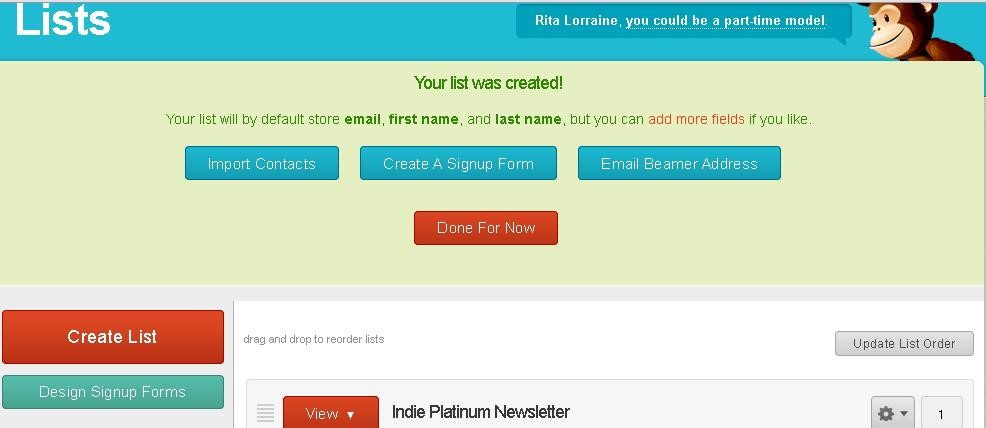 Lists
Rita Lorraine, you could be a part-time model.
Your list was created!
Your list will by default store email, first name, and last name, but you can add more fields if you like.
Import Contacts
Create A Signup Form
Email Beamer Address
Done For Now
Create List
Design Signup Forms
drag and drop to reorder lists
Update List Order
View ▼
Indie Platinum Newsletter
1